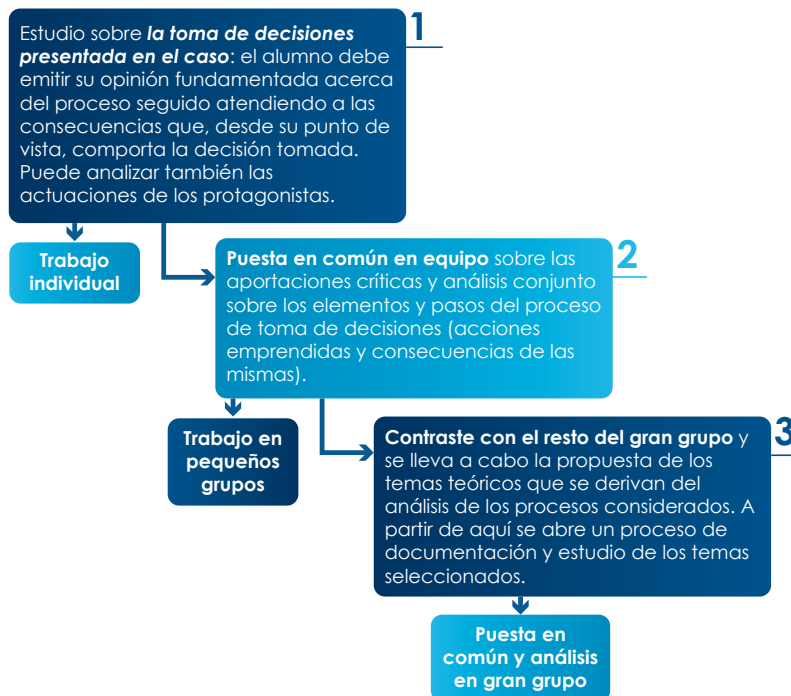 1
Estudio sobre la toma de decisiones
presentada en el caso: el alumno debe
emitir su opinión fundamentada acerca
del proceso seguido atendiendo a las
consecuencias que, desde su punto de
vista, comporta la decisión tomada.
Puede analizar también las
actuaciones de los protagonistas.
Trabajo
individual
2
Puesta en común en equipo sobre las
aportaciones críticas y análisis conjunto
sobre los elementos y pasos del proceso
de toma de decisiones (acciones
emprendidas y consecuencias de las
mismas).
Trabajo en
pequeños
grupos
3
Contraste con el resto del gran grupo y
se lleva a cabo la propuesta de los
temas teóricos que se derivan del
análisis de los procesos considerados. A
partir de aquí se abre un proceso de
documentación y estudio de los temas
seleccionados.
Puesta en
común y análisis
en gran grupo